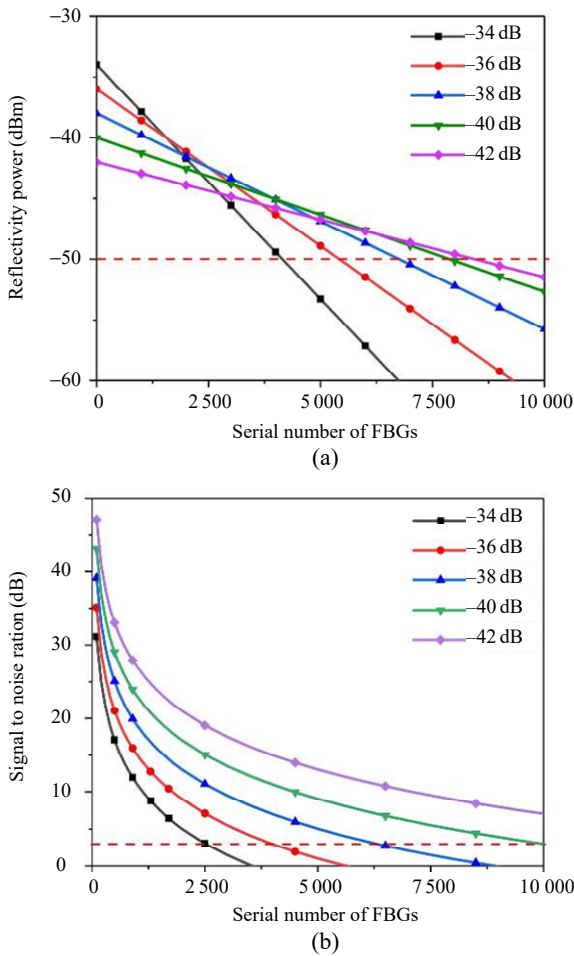 –30
–40
–50
–60
Reflectivity power (dBm)
–34 dB
–36 dB
–38 dB
–40 dB
–42 dB
0
2 500
5 000
7 500
10 000
Serial number of FBGs
(a)
50
40
30
20
10
0
Signal to noise ration (dB)
–34 dB
–36 dB
–38 dB
–40 dB
–42 dB
0
2 500
5 000
7 500
10 000
Serial number of FBGs
(b)